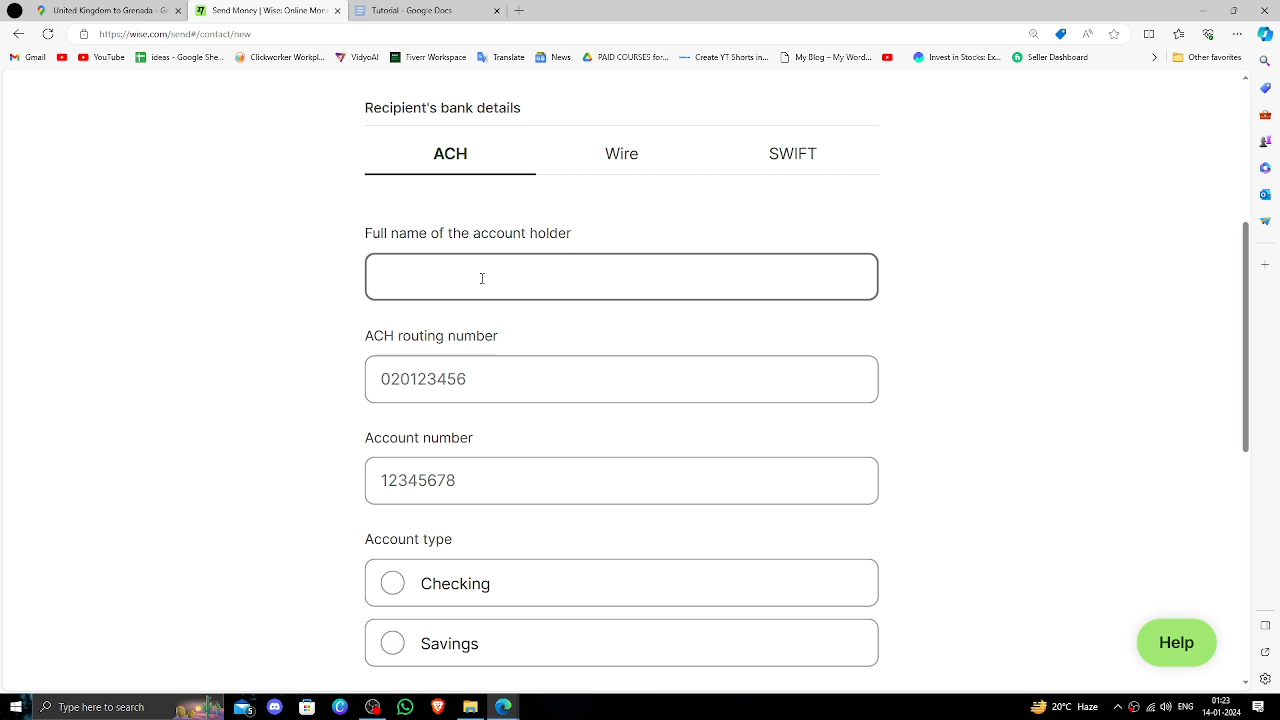 United Kingdom to Grenada - Go
Send Money | Wise: Online Mone
Tutorial - Google Docs
https://wise.com/send#/contact/new
Gmail
YouTube
ideas - Google She
Clickworker Workpl...
VidyoAI
Fiverr Workspace
Translate
News
PAID COURSES for...
Create YT Shorts in...
My Blog – My Word...
Invest in Stocks: Ex...
Seller Dashboard
Other favorites
Recipient's bank details
ACH Wire SWIFT
Full name of the account holder
ACH routing number
020123456
Account number
12345678
Account type
Checking
Savings
Help
Type here to search
20°C Haze
ENG
01:23
14-01-2024